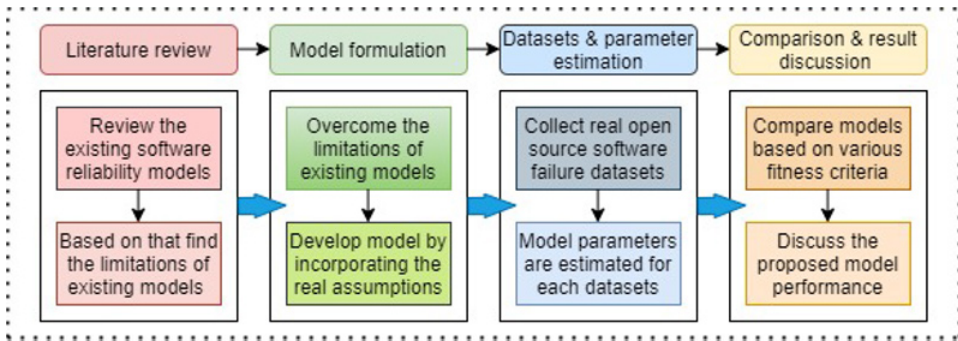 Literature review
Model formulation
Datasets & parameter
estimation
Comparison & result
discussion
Review the
existing software
reliability models
Based on that find
the limitations of
existing models
Overcome the
limitations of
existing models
Develop model by
incorporating the
real assumptions
Collect real open
source software
failure datasets
Model parameters
are estimated for
each datasets
Compare models
based on various
fitness criteria
Discuss the
proposed model
performance